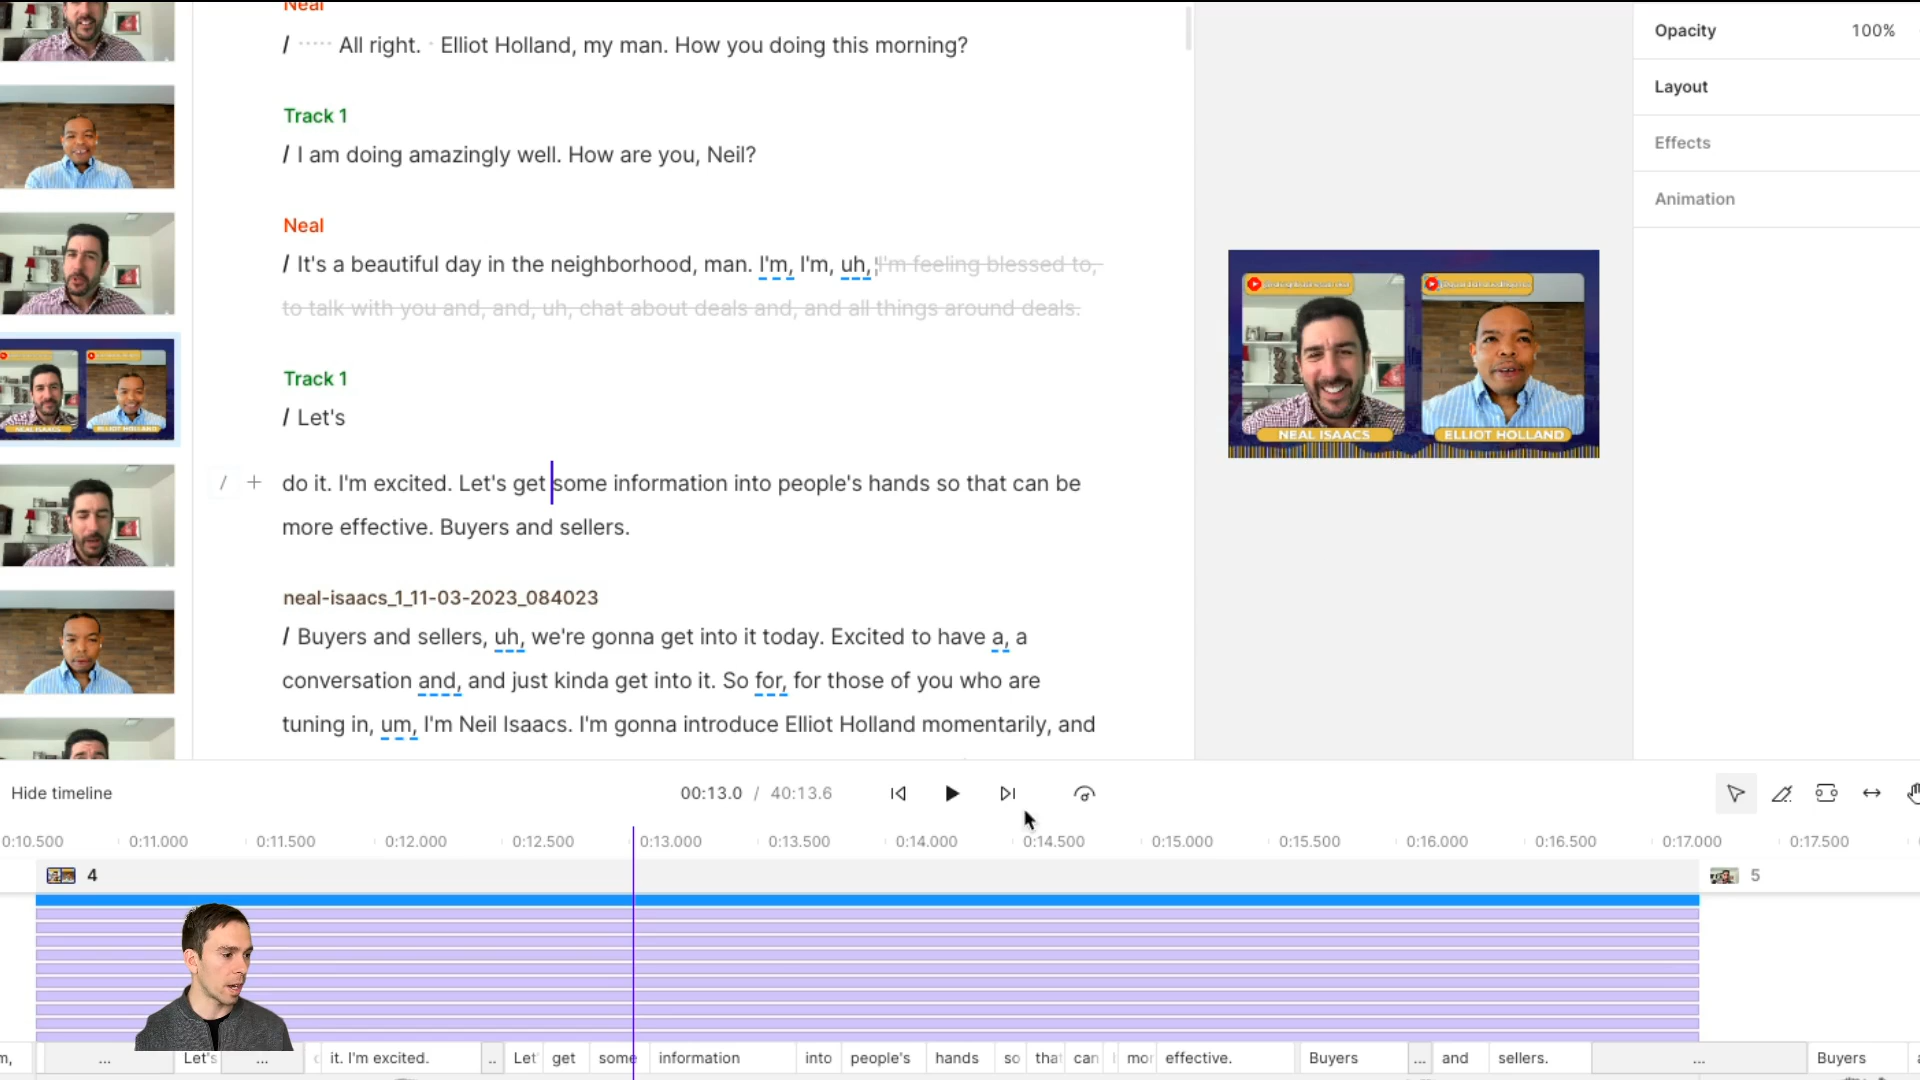 Neal
/ ····· All right. · Elliot Holland, my man. How you doing this morning?
Track 1
/ I am doing amazingly well. How are you, Neil?
Neal
/ It's a beautiful day in the neighborhood, man. I'm, I'm, uh, I'm feeling blessed to,
to talk with you and, and, uh, chat about deals and, and all things around deals.
Track 1
/ Let's
/ + do it. I'm excited. Let's get some information into people's hands so that can be
more effective. Buyers and sellers.
neal-isaacs_1_11-03-2023_084023
/ Buyers and sellers, uh, we're gonna get into it today. Excited to have a, a
conversation and, and just kinda get into it. So for, for those of you who are
tuning in, um, I'm Neil Isaacs. I'm gonna introduce Elliot Holland momentarily, and
Opacity 100%
Layout
Effects
Animation
NEAL ISAACS ELLIOT HOLLAND
NEAL ISAACS ELLIOT HOLLAND
Hide timeline
00:13.0 / 40:13.6
0:10.500 0:11.000 0:11.500 0:12.000 0:12.500 0:13.000 0:13.500 0:14.000 0:14.500 0:15.000 0:15.500 0:16.000 0:16.500 0:17.000 0:17.500
4 5
m, ... Let's ... it. I'm excited. .. Let' get some information into people's hands so tha can mor effective. Buyers ... and sellers. ... Buyers